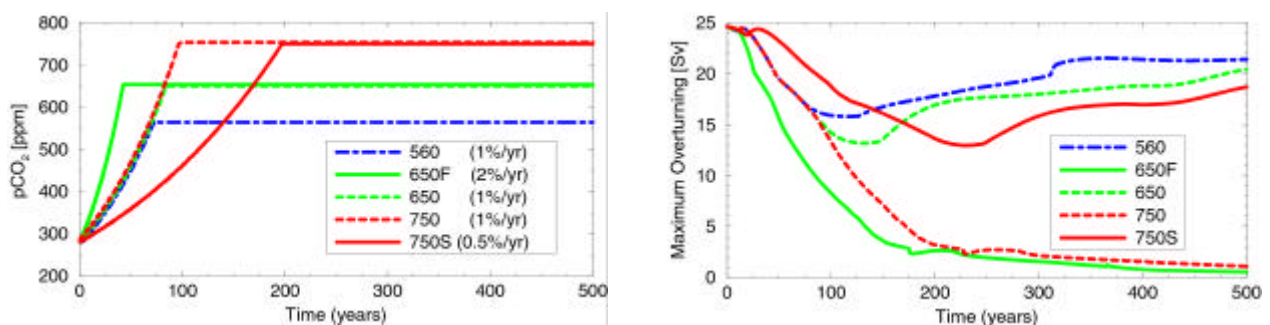 800
700
600
500
400
300
200
pCO₂ [ppm]
560 (1%/yr)
650F (2%/yr)
650 (1%/yr)
750 (1%/yr)
750S (0.5%/yr)
0 100 200 300 400 500
Time (years)
25
20
15
10
5
0
Maximum Overturning [Sv]
560
650F
650
750
750S
0 100 200 300 400 500
Time (years)